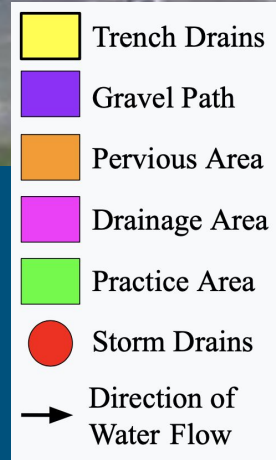 Trench Drains
Gravel Path
Pervious Area
Drainage Area
Practice Area
Storm Drains
Direction of
Water Flow